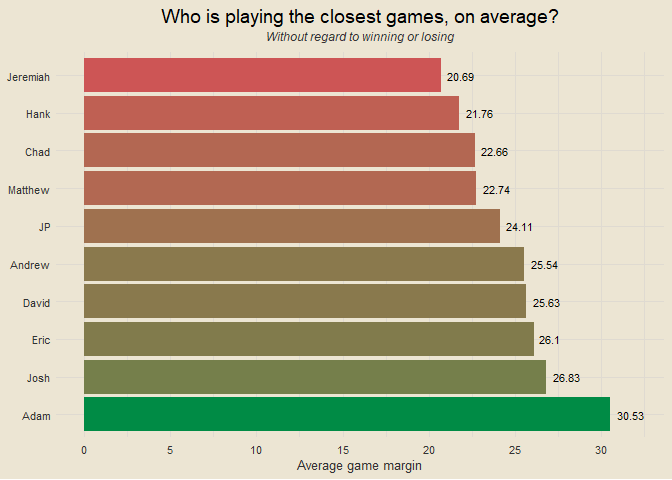 Who is playing the closest games, on average?
Without regard to winning or losing
Jeremiah 20.69
Hank 21.76
Chad 22.66
Matthew 22.74
JP 24.11
Andrew 25.54
David 25.63
Eric 26.1
Josh 26.83
Adam 30.53
0 5 10 15 20 25 30
Average game margin